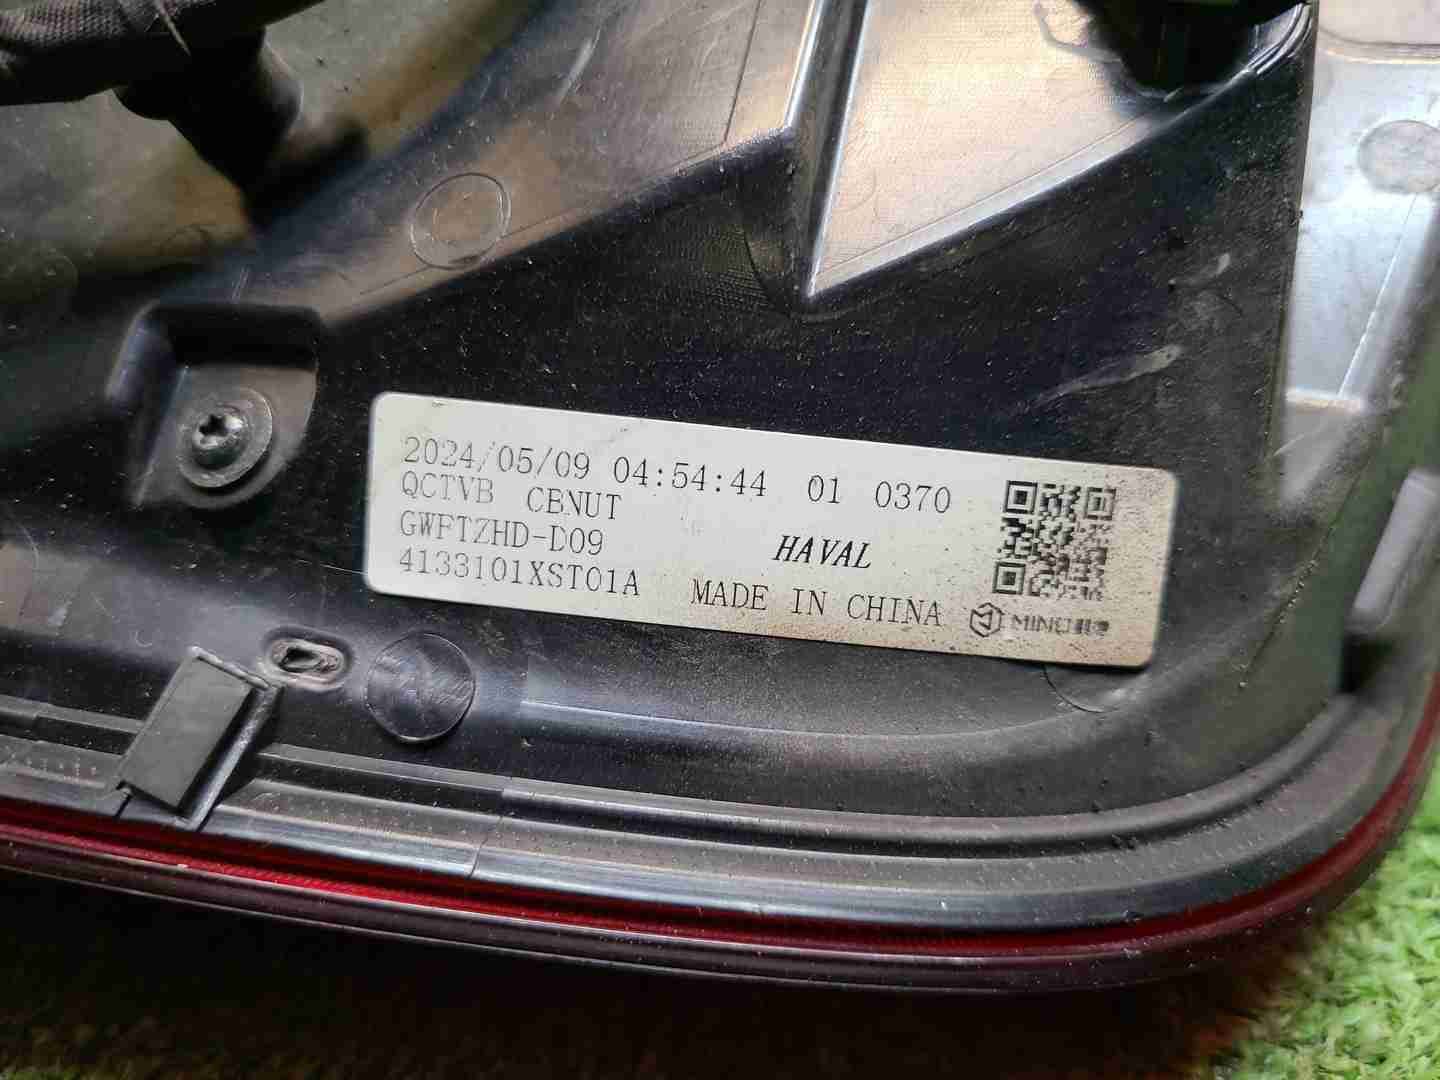 2024/05/09 04:54:44 01 0370
QCTVB CBNUT
GWFTZHD-D09
HAVAL
4133101XST01A MADE IN CHINA